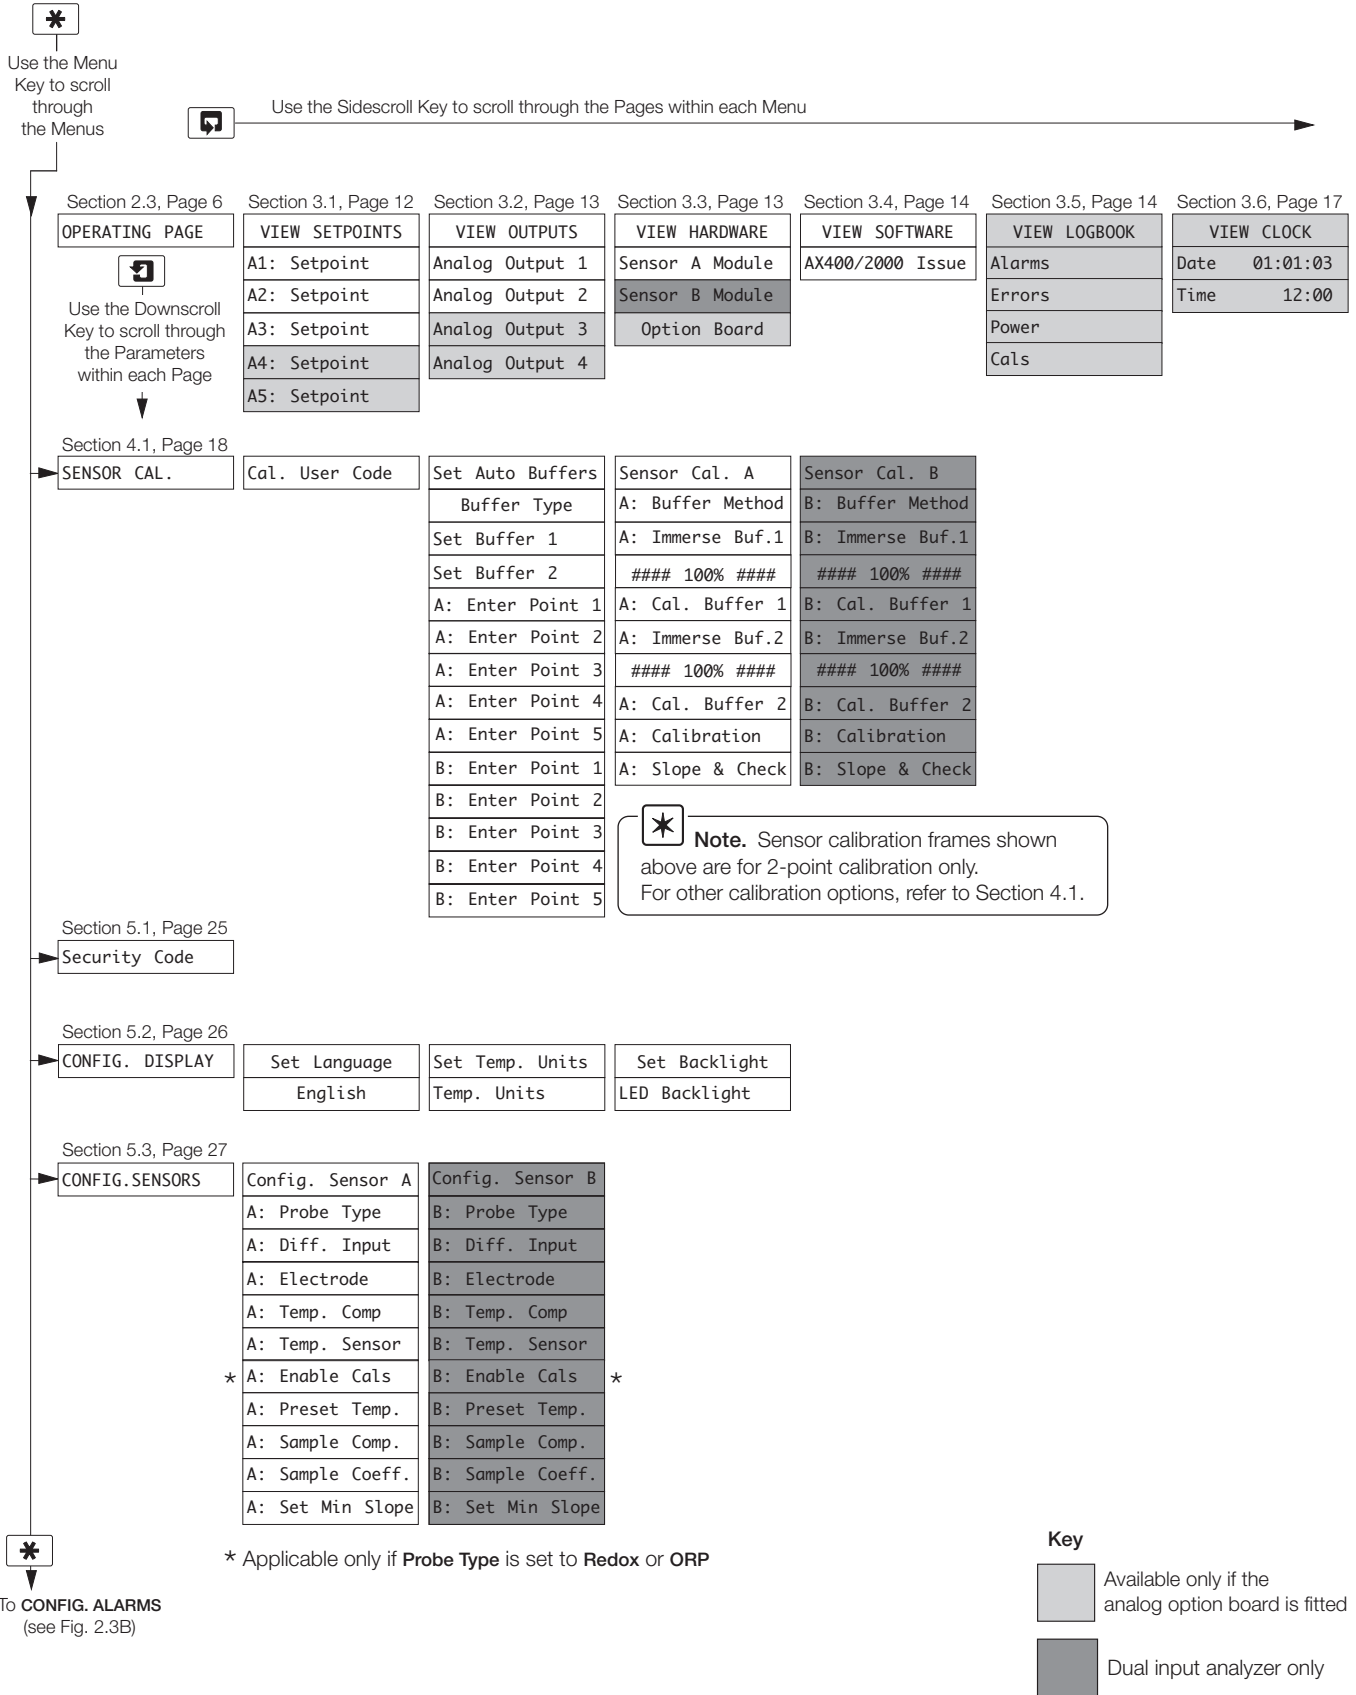 Use the Menu
Key to scroll
through
the Menus
Use the Sidescroll Key to scroll through the Pages within each Menu
Section 2.3, Page 6
OPERATING PAGE
Use the Downscroll
Key to scroll through
the Parameters
within each Page
Section 3.1, Page 12
VIEW SETPOINTS
A1: Setpoint
A2: Setpoint
A3: Setpoint
A4: Setpoint
A5: Setpoint
Section 3.2, Page 13
VIEW OUTPUTS
Analog Output 1
Analog Output 2
Analog Output 3
Analog Output 4
Section 3.3, Page 13
VIEW HARDWARE
Sensor A Module
Sensor B Module
Option Board
Section 3.4, Page 14
VIEW SOFTWARE
AX400/2000 Issue
Section 3.5, Page 14
VIEW LOGBOOK
Alarms
Errors
Power
Cals
Section 3.6, Page 17
VIEW CLOCK
Date 01:01:03
Time 12:00
Section 4.1, Page 18
SENSOR CAL.
Cal. User Code
Set Auto Buffers
Buffer Type
Set Buffer 1
Set Buffer 2
A: Enter Point 1
A: Enter Point 2
A: Enter Point 3
A: Enter Point 4
A: Enter Point 5
B: Enter Point 1
B: Enter Point 2
B: Enter Point 3
B: Enter Point 4
B: Enter Point 5
Sensor Cal. A
A: Buffer Method
A: Immerse Buf.1
#### 100% ####
A: Cal. Buffer 1
A: Immerse Buf.2
#### 100% ####
A: Cal. Buffer 2
A: Calibration
A: Slope & Check
Sensor Cal. B
B: Buffer Method
B: Immerse Buf.1
#### 100% ####
B: Cal. Buffer 1
B: Immerse Buf.2
#### 100% ####
B: Cal. Buffer 2
B: Calibration
B: Slope & Check
Note. Sensor calibration frames shown
above are for 2-point calibration only.
For other calibration options, refer to Section 4.1.
Section 5.1, Page 25
Security Code
Section 5.2, Page 26
CONFIG. DISPLAY
Set Language
English
Set Temp. Units
Temp. Units
Set Backlight
LED Backlight
Section 5.3, Page 27
CONFIG.SENSORS
Config. Sensor A
A: Probe Type
A: Diff. Input
A: Electrode
A: Temp. Comp
A: Temp. Sensor
* A: Enable Cals
A: Preset Temp.
A: Sample Comp.
A: Sample Coeff.
A: Set Min Slope
Config. Sensor B
B: Probe Type
B: Diff. Input
B: Electrode
B: Temp. Comp
B: Temp. Sensor
B: Enable Cals *
B: Preset Temp.
B: Sample Comp.
B: Sample Coeff.
B: Set Min Slope
* Applicable only if Probe Type is set to Redox or ORP
To CONFIG. ALARMS
(see Fig. 2.3B)
Key
Available only if the
analog option board is fitted
Dual input analyzer only